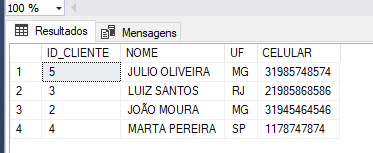 100 %
Resultados Mensagens
ID_CLIENTE NOME UF CELULAR
1 5 JULIO OLIVEIRA MG 31985748574
2 3 LUIZ SANTOS RJ 21985868586
3 2 JOÃO MOURA MG 31945464546
4 4 MARTA PEREIRA SP 1178747874